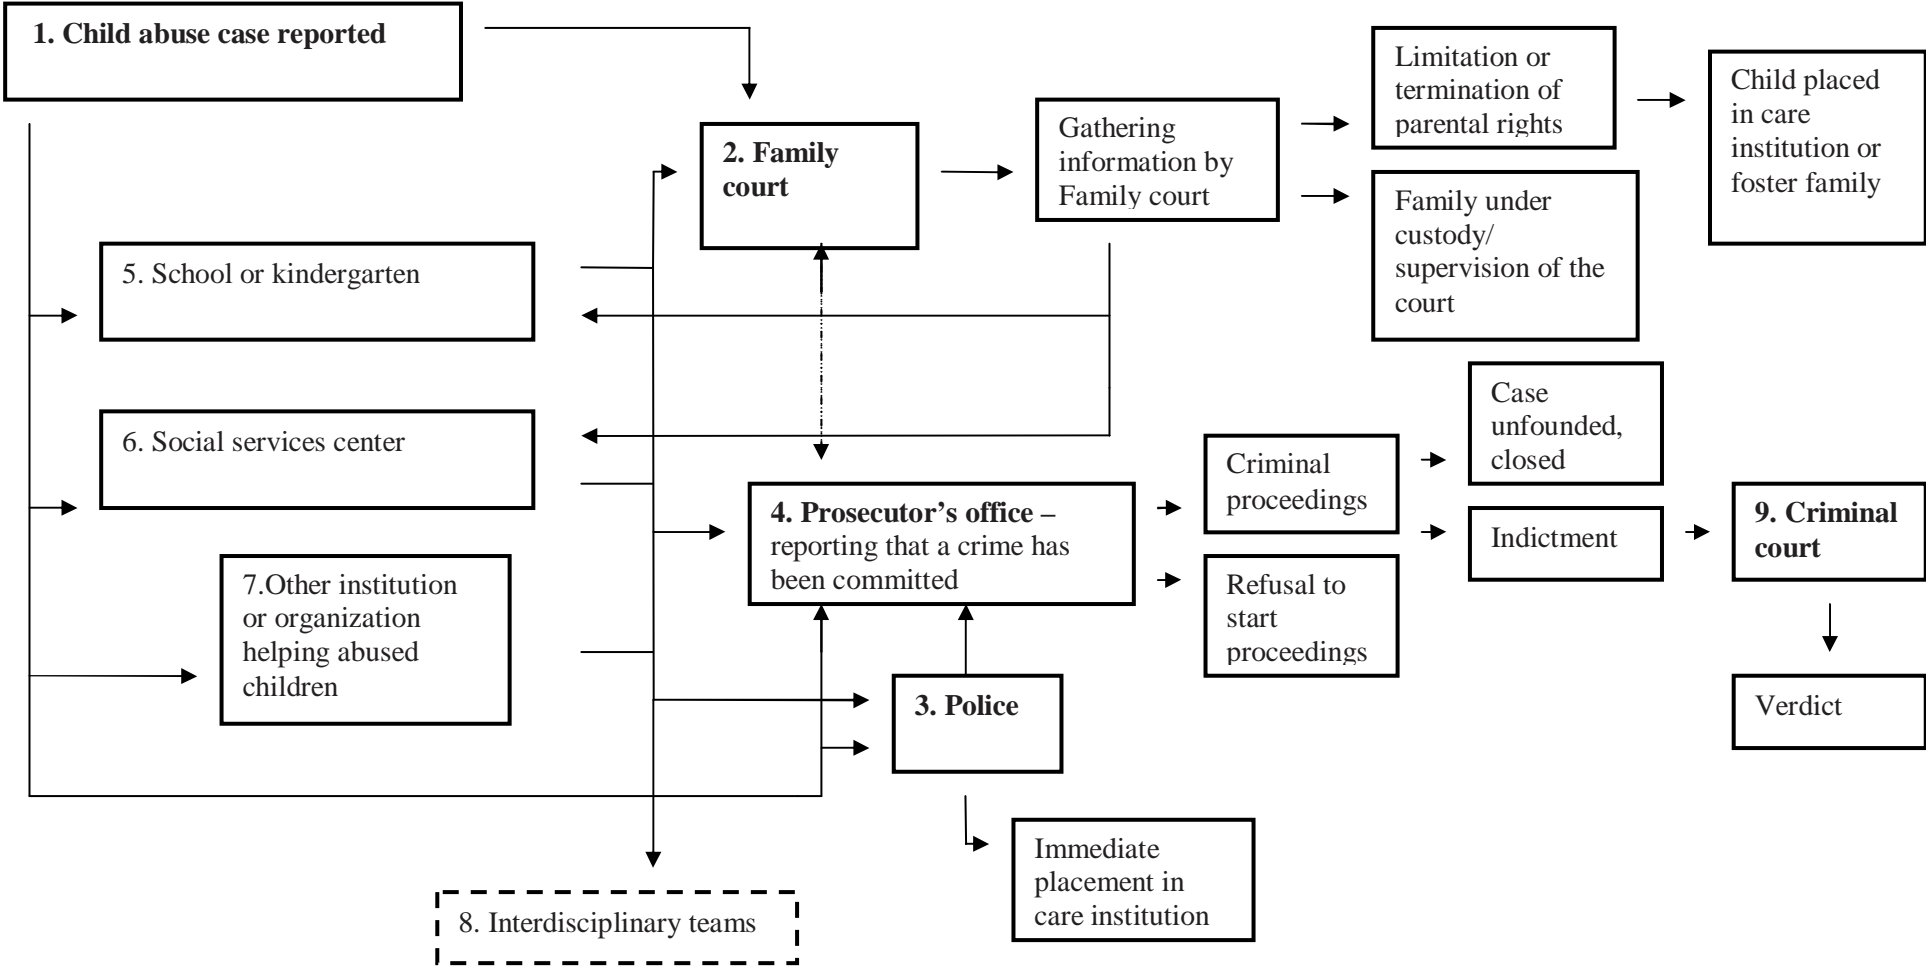 1. Child abuse case reported
2. Family
court
Gathering
information by
Family court
Limitation or
termination of
parental rights
Child placed
in care
institution or
foster family
Family under
custody/
supervision of the
court
5. School or kindergarten
6. Social services center
7.Other institution
or organization
helping abused
children
4. Prosecutor’s office –
reporting that a crime has
been committed
Criminal
proceedings
Refusal to
start
proceedings
Case
unfounded,
closed
Indictment
9. Criminal
court
Verdict
3. Police
Immediate
placement in
care institution
8. Interdisciplinary teams